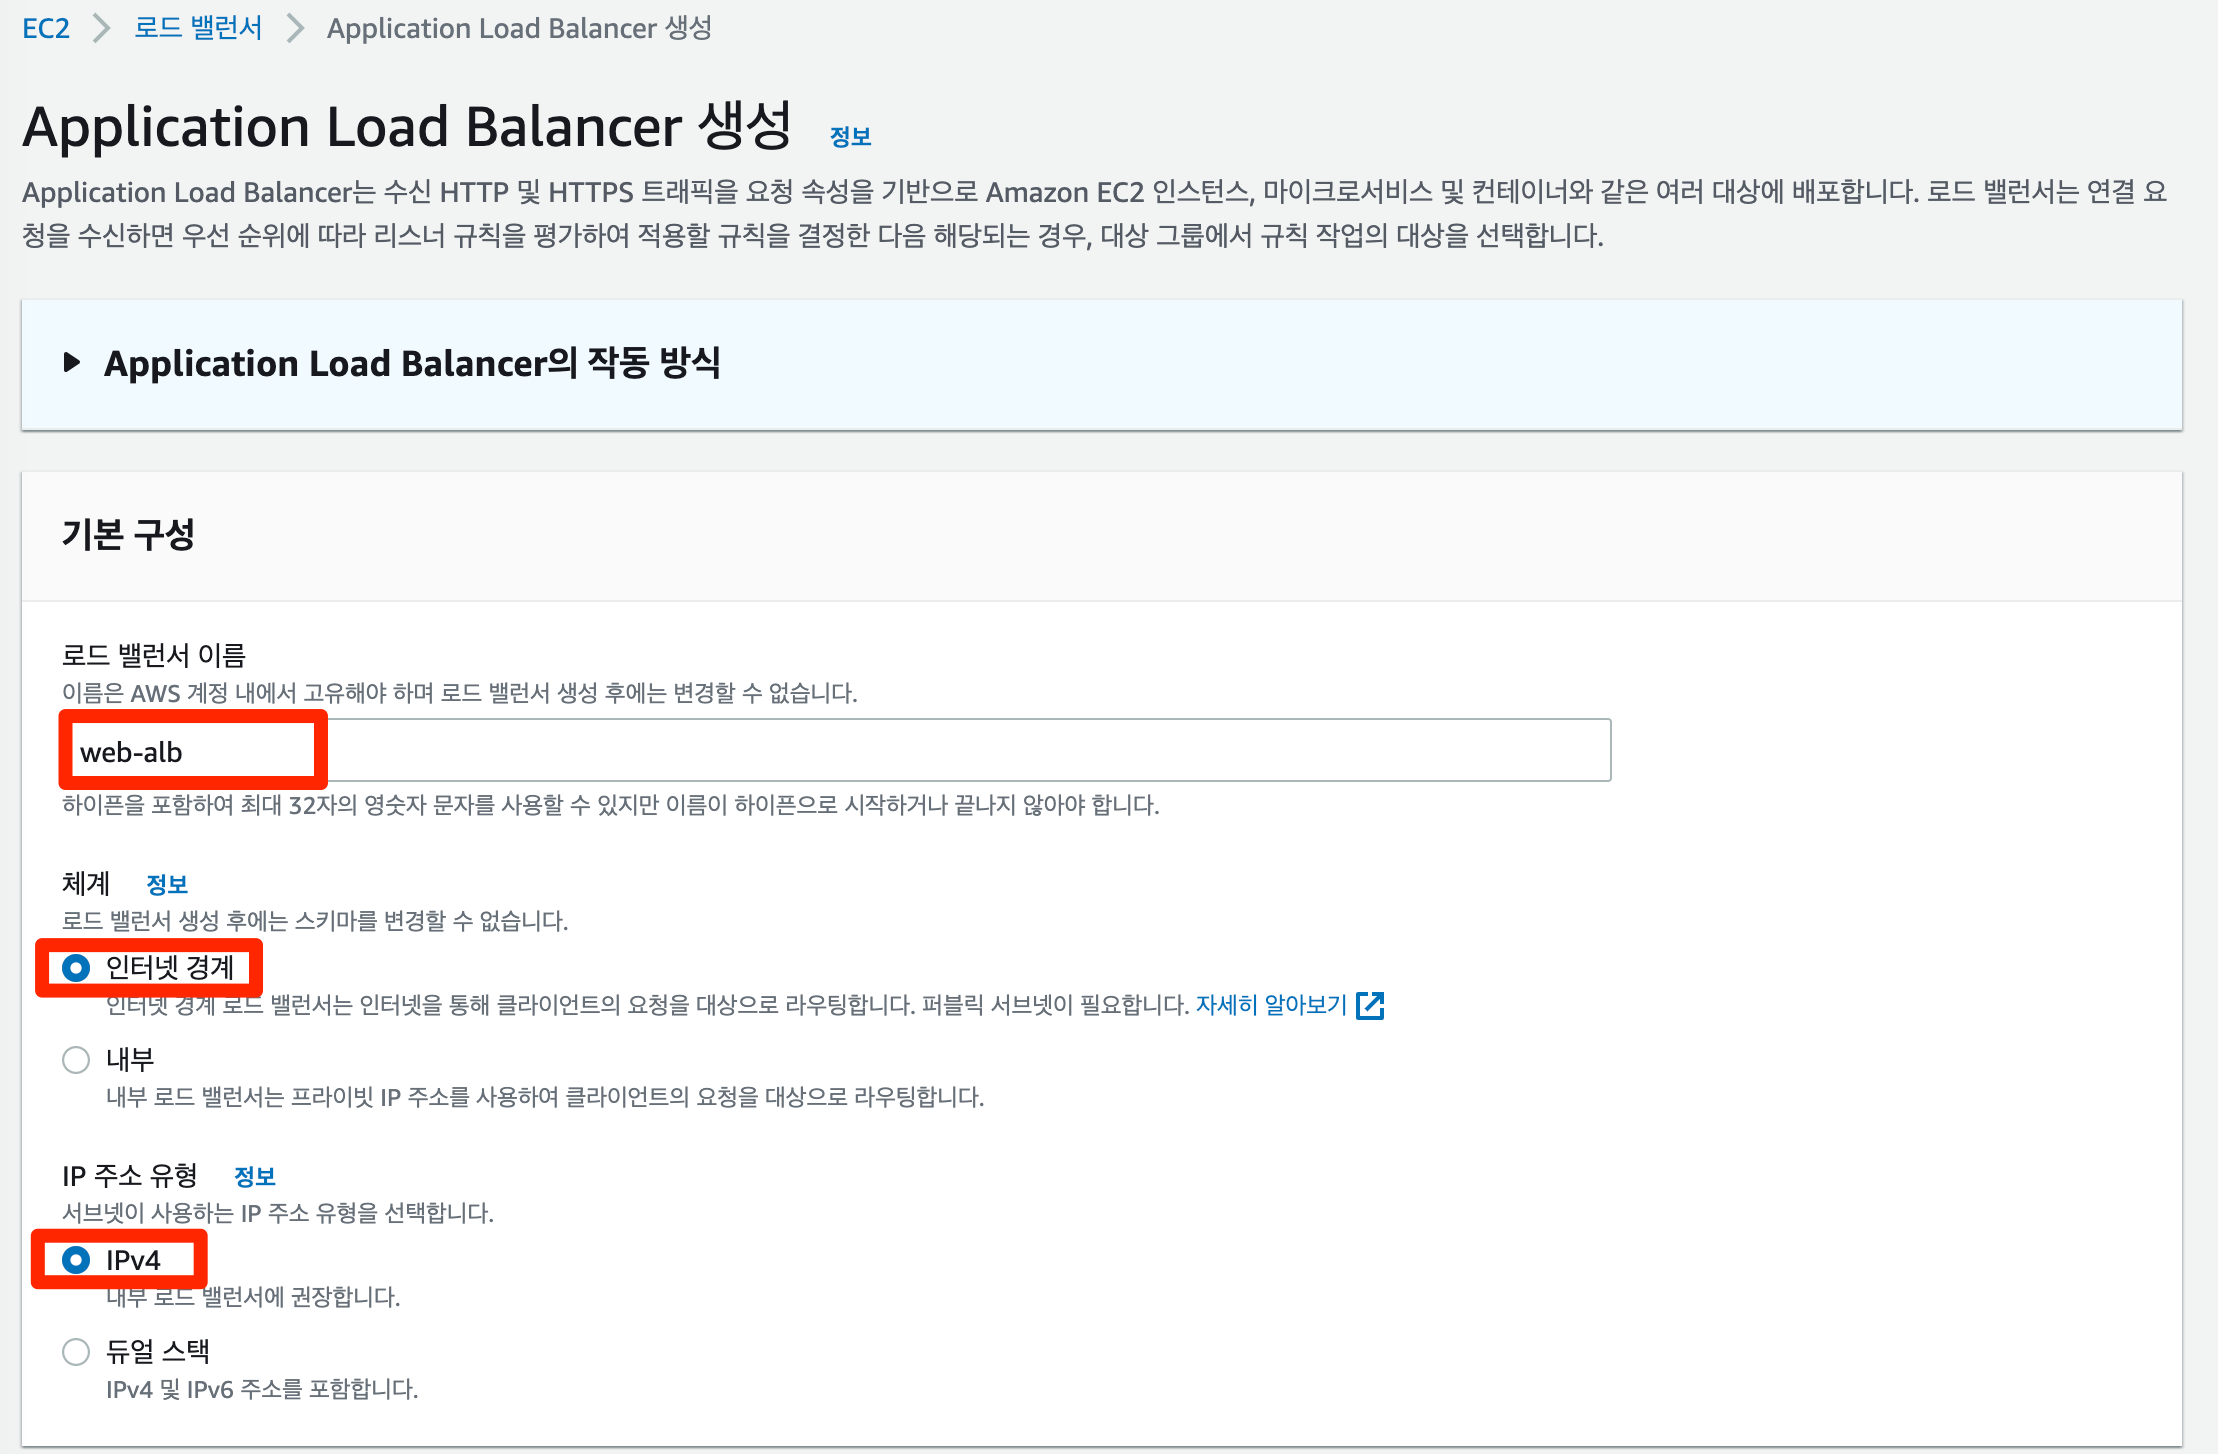 EC2 > 로드 밸런서 > Application Load Balancer 생성
Application Load Balancer 생성 정보
Application Load Balancer는 수신 HTTP 및 HTTPS 트래픽을 요청 속성을 기반으로 Amazon EC2 인스턴스, 마이크로서비스 및 컨테이너와 같은 여러 대상에 배포합니다. 로드 밸런서는 연결 요
청을 수신하면 우선 순위에 따라 리스너 규칙을 평가하여 적용할 규칙을 결정한 다음 해당되는 경우, 대상 그룹에서 규칙 작업의 대상을 선택합니다.
Application Load Balancer의 작동 방식
기본 구성
로드 밸런서 이름
이름은 AWS 계정 내에서 고유해야 하며 로드 밸런서 생성 후에는 변경할 수 없습니다.
web-alb
하이픈을 포함하여 최대 32자의 영숫자 문자를 사용할 수 있지만 이름이 하이픈으로 시작하거나 끝나지 않아야 합니다.
체계 정보
로드 밸런서 생성 후에는 스키마를 변경할 수 없습니다.
인터넷 경계
인터넷 경계 로드 밸런서는 인터넷을 통해 클라이언트의 요청을 대상으로 라우팅합니다. 퍼블릭 서브넷이 필요합니다. 자세히 알아보기
내부
내부 로드 밸런서는 프라이빗 IP 주소를 사용하여 클라이언트의 요청을 대상으로 라우팅합니다.
IP 주소 유형 정보
서브넷이 사용하는 IP 주소 유형을 선택합니다.
IPv4
내부 로드 밸런서에 권장합니다.
듀얼 스택
IPv4 및 IPv6 주소를 포함합니다.